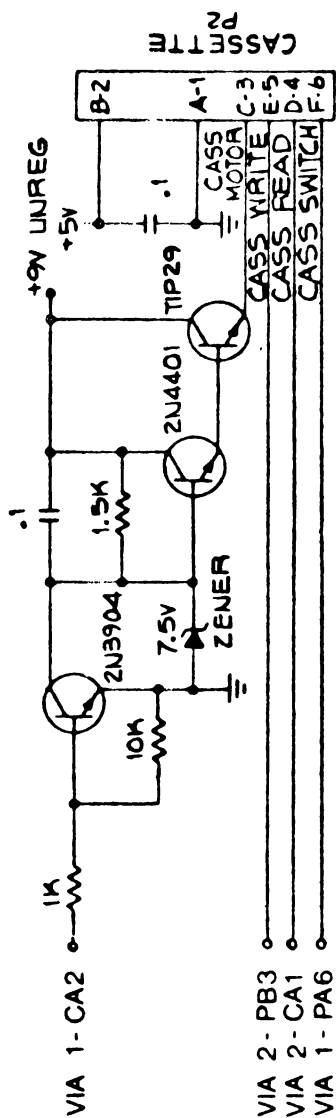 CASSETTE
P2
B-2
A-1
C-3
E-5
D-4
F-6
+9V UNREG
+5V
.1
CASS
MOTOR
CASS WRITE
CASS READ
CASS SWITCH
TIP29
2N4401
.1
1.5K
2N3904
7.5V
ZENER
10K
1K
VIA 1-CA2
VIA 2-PB3
VIA 2-CA1
VIA 1-PA6